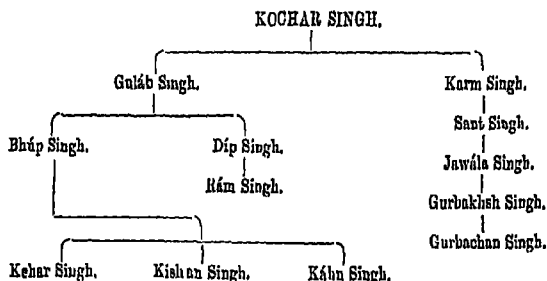 KOCHAR SINGH.
Guláb Singh. Karm Singh.
Sant Singh.
Bhúp Singh. Díp Singh.
Jawála Singh.
Rám Singh.
Gurbakhsh Singh.
Gurbachan Singh.
Kehar Singh. Kishan Singh. Káhn Singh.